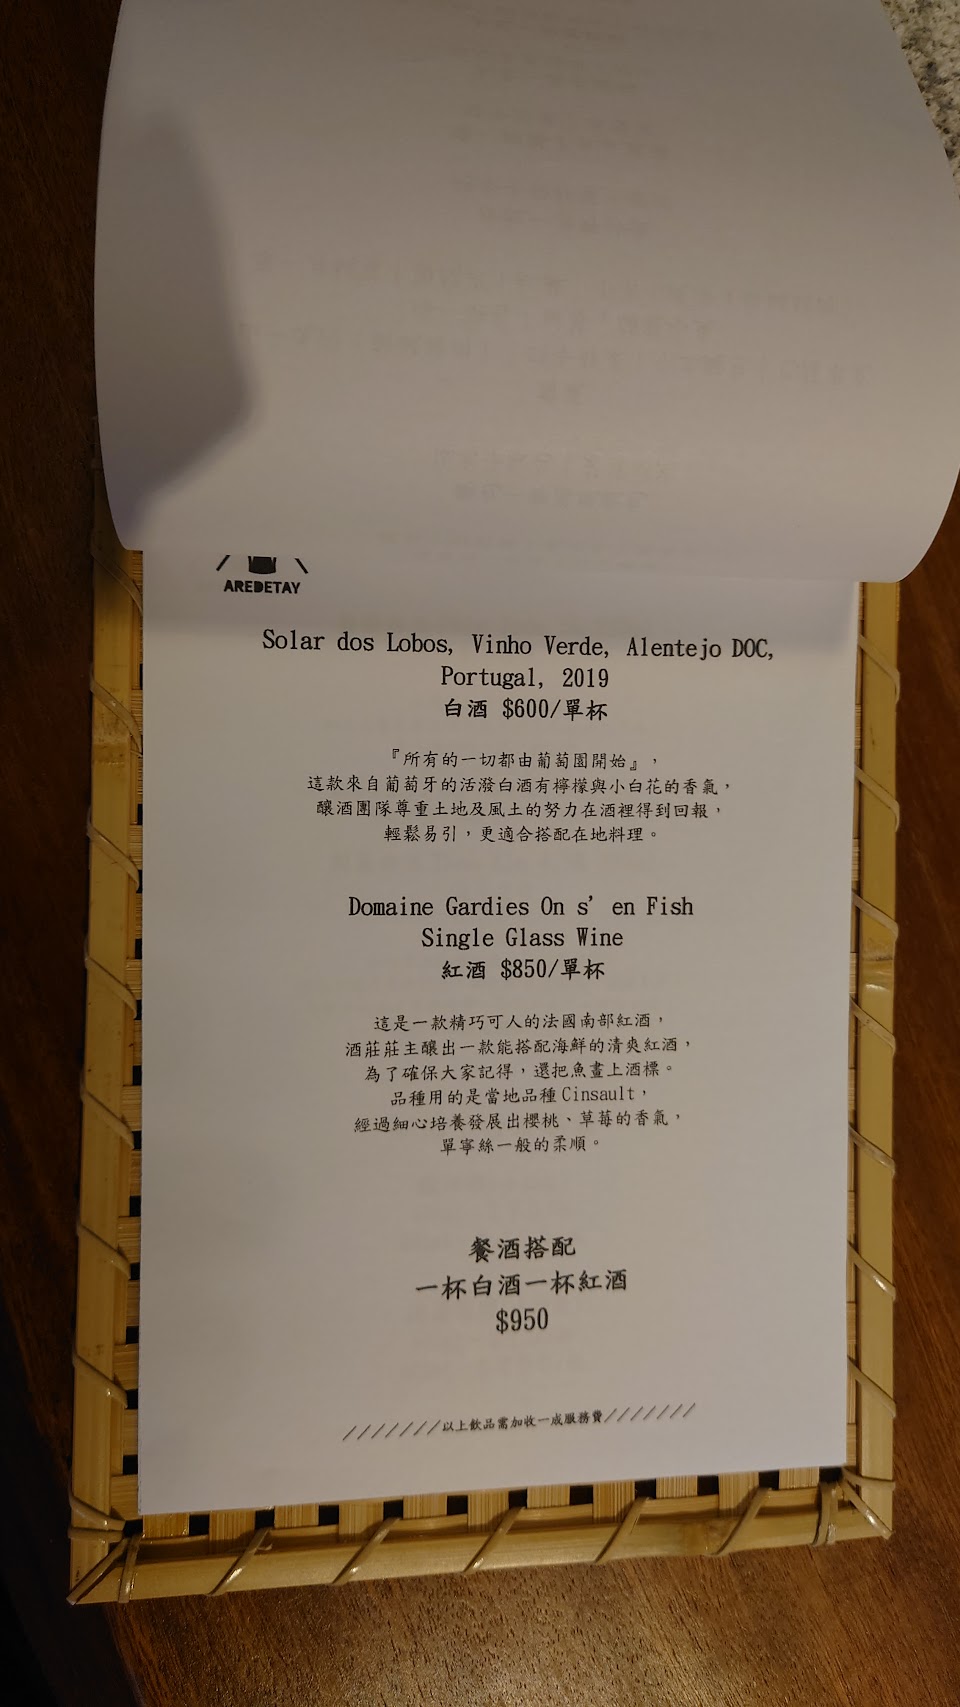 AREDETAY
Solar dos Lobos, Vinho Verde, Alentejo DOC,
Portugal, 2019
白酒 $600/單杯
『所有的一切都由葡萄園開始』，
這款來自葡萄牙的活潑白酒有檸檬與小白花的香氣，
釀酒團隊尊重土地及風土的努力在酒裡得到回報，
輕鬆易引，更適合搭配在地料理。
Domaine Gardies On s' en Fish
Single Glass Wine
紅酒 $850/單杯
這是一款精巧可人的法國南部紅酒，
酒莊莊主釀出一款能搭配海鮮的清爽紅酒，
為了確保大家記得，還把魚畫上酒標。
品種用的是當地品種 Cinsault，
經過細心培養發展出櫻桃、草莓的香氣，
單寧絲一般的柔順。
餐酒搭配
一杯白酒一杯紅酒
$950
///////以上飲品需加收一成服務費///////